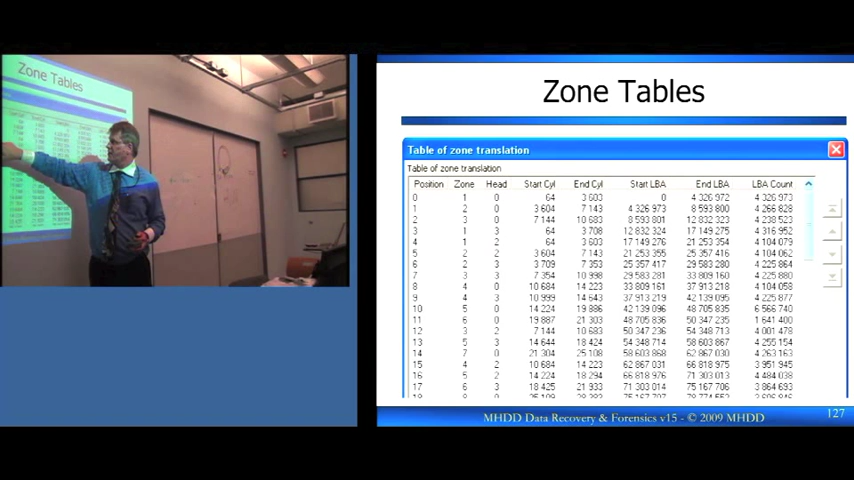 Zone Tables
Zone Tables
Table of zone translation
Table of zone translation
Position Zone Head Start Cyl End Cyl Start LBA End LBA LBA Count
0 1 0 64 3 603 0 4 326 972 4 326 973
1 2 0 3 604 7 143 4 326 973 8 593 800 4 266 828
2 3 0 7 144 10 683 8 593 801 12 832 323 4 238 523
3 1 3 64 3 708 12 832 324 17 149 275 4 316 952
4 1 2 64 3 603 17 149 276 21 253 354 4 104 079
5 2 2 3 604 7 143 21 253 355 25 357 416 4 104 062
6 2 3 3 709 7 353 25 357 417 29 583 280 4 225 864
7 3 3 7 354 10 998 29 583 281 33 809 160 4 225 880
8 4 0 10 684 14 223 33 809 161 37 913 218 4 104 058
9 4 3 10 999 14 643 37 913 219 42 139 095 4 225 877
10 5 0 14 224 19 886 42 139 096 48 705 835 6 566 740
11 6 0 19 887 21 303 48 705 836 50 347 235 1 641 400
12 3 2 7 144 10 683 50 347 236 54 348 713 4 001 478
13 5 3 14 644 18 424 54 348 714 58 603 867 4 255 154
14 7 0 21 304 25 108 58 603 868 62 867 030 4 263 163
15 4 2 10 684 14 223 62 867 031 66 818 975 3 951 945
16 5 2 14 224 18 294 66 818 976 71 303 013 4 484 038
17 6 3 18 425 21 933 71 303 014 75 167 706 3 864 693
MHDD Data Recovery & Forensics v15 - © 2009 MHDD 127